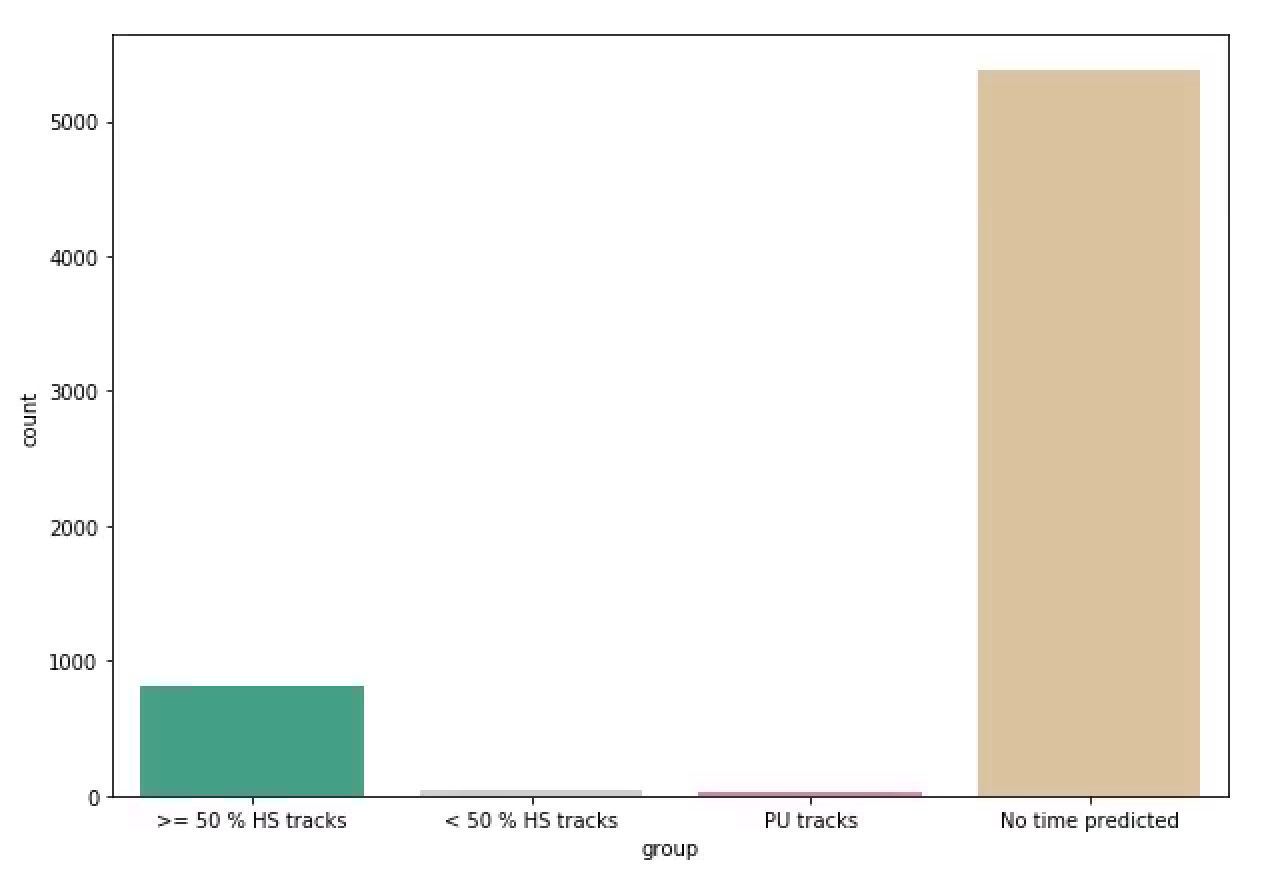 5000
4000
3000
2000
1000
0
count
>= 50 % HS tracks
< 50 % HS tracks
PU tracks
No time predicted
group